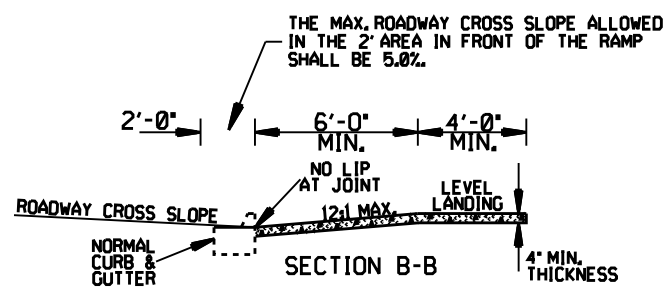 THE MAX. ROADWAY CROSS SLOPE ALLOWED
IN THE 2' AREA IN FRONT OF THE RAMP
SHALL BE 5.0%.
2'-0"
6'-0"
MIN.
4'-0"
MIN.
NO LIP
AT JOINT
LEVEL
LANDING
ROADWAY CROSS SLOPE
12:1 MAX.
NORMAL
CURB &
GUTTER
SECTION B-B
4" MIN.
THICKNESS